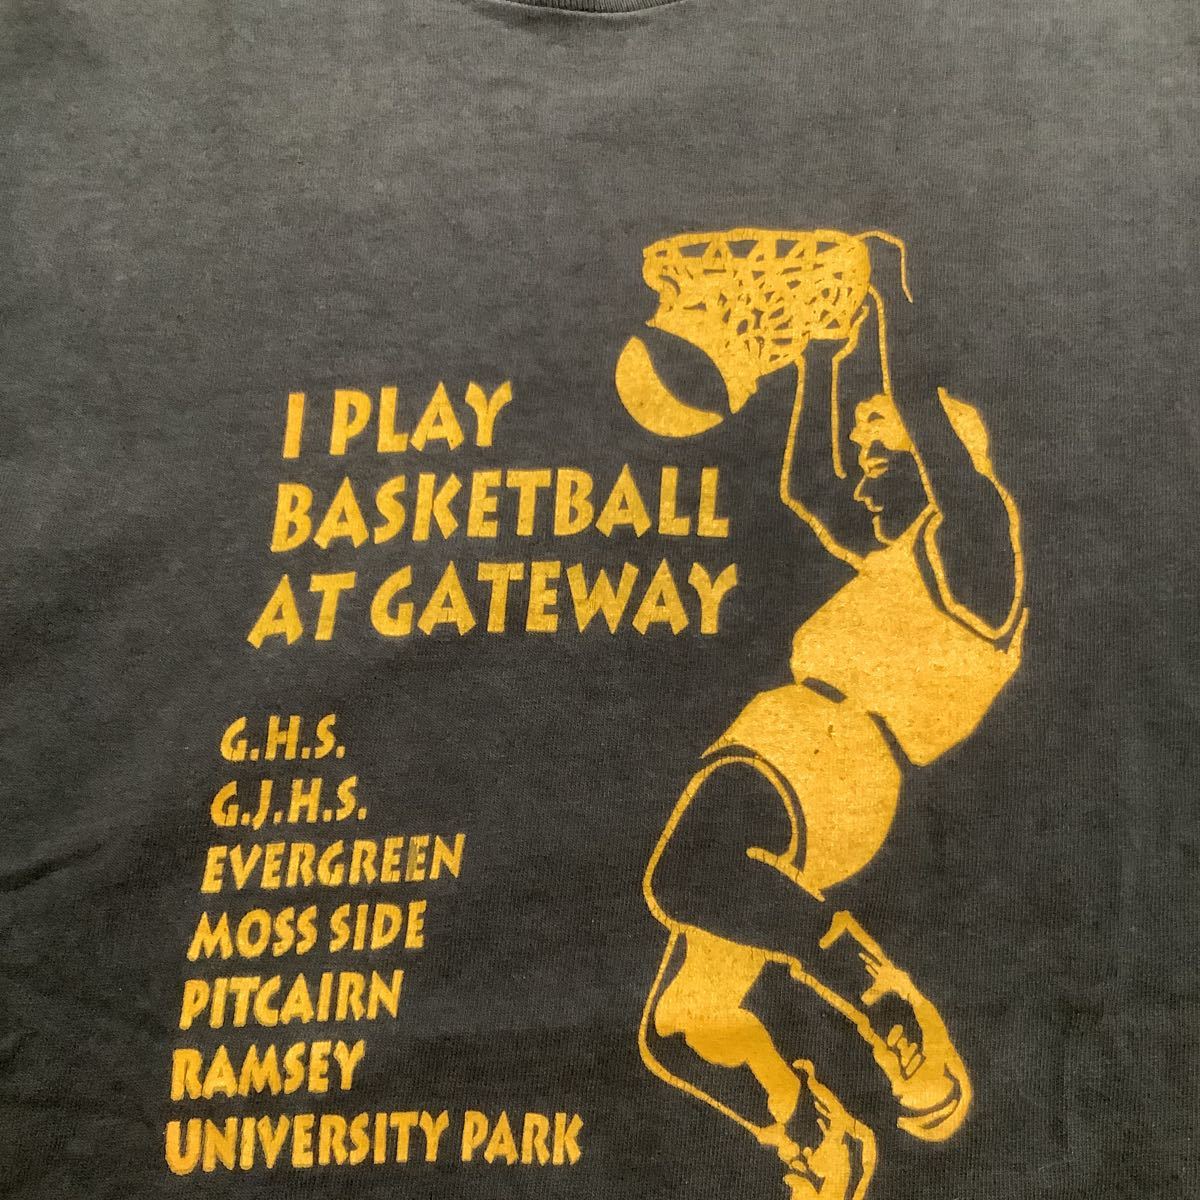 I PLAY
BASKETBALL
AT GATEWAY
G.H.S.
G.J.H.S.
EVERGREEN
MOSS SIDE
PITCAIRN
RAMSEY
UNIVERSITY PARK